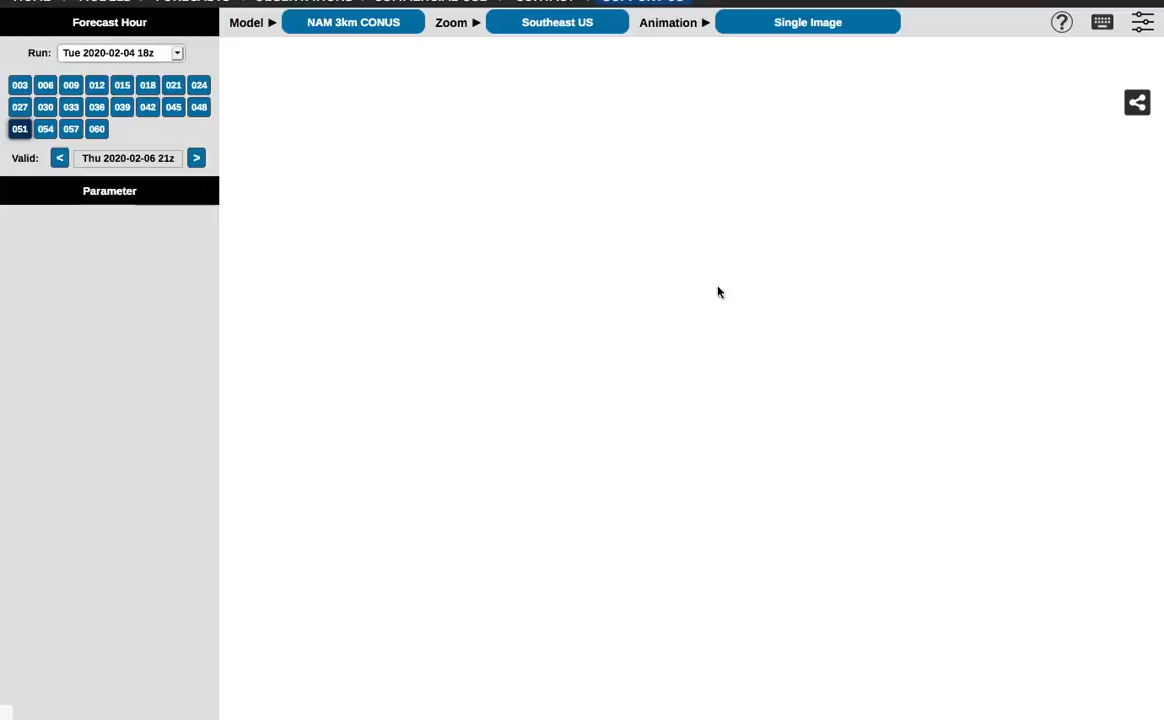 Forecast Hour
Model ► NAM 3km CONUS Zoom ► Southeast US Animation ► Single Image
Run: Tue 2020-02-04 18z
003 006 009 012 015 018 021 024
027 030 033 036 039 042 045 048
051 054 057 060
Valid: < Thu 2020-02-06 21z >
Parameter